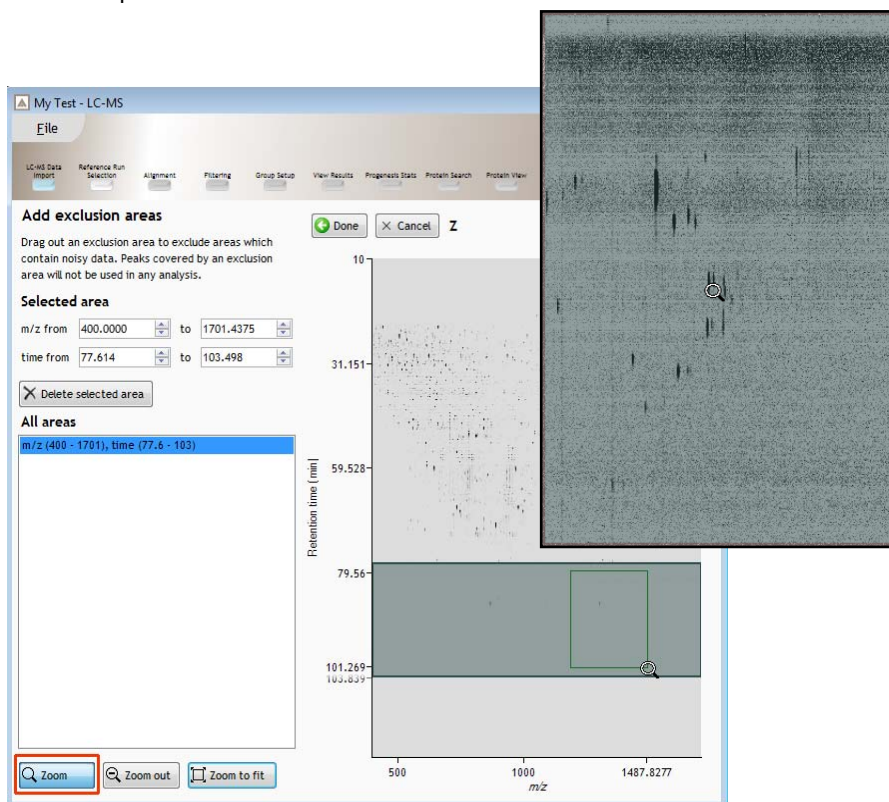 My Test - LC-MS
File
LC-MS Data Import
Reference Run Selection
Alignment
Filtering
Group Setup
View Results
Progenesis Stats
Protein Search
Protein View
Add exclusion areas
Drag out an exclusion area to exclude areas which
contain noisy data. Peaks covered by an exclusion
area will not be used in any analysis.
Selected area
m/z from 400.0000 to 1701.4375
time from 77.614 to 103.498
Delete selected area
All areas
m/z (400 - 1701), time (77.6 - 103)
Zoom
Zoom out
Zoom to fit
Done
Cancel
Z
10
31.151
59.528
79.56
101.269
103.839
Retention time [min]
500
1000
1487.8277
m/z